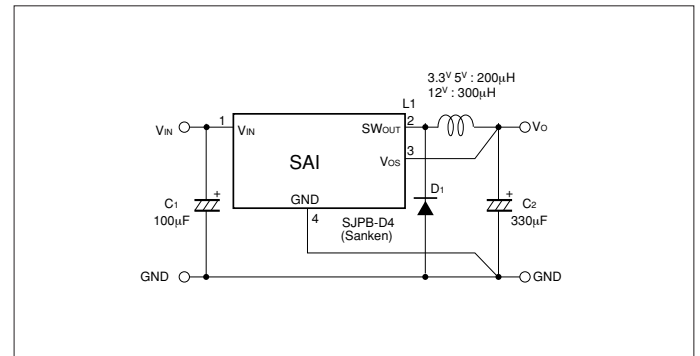 3.3V 5V : 200μH
12V : 300μH
L1
VIN
1
VIN
SWOUT
2
VO
VOS
3
SAI
D1
C1
100μF
+
GND
4
SJPB-D4
(Sanken)
+
C2
330μF
GND
GND